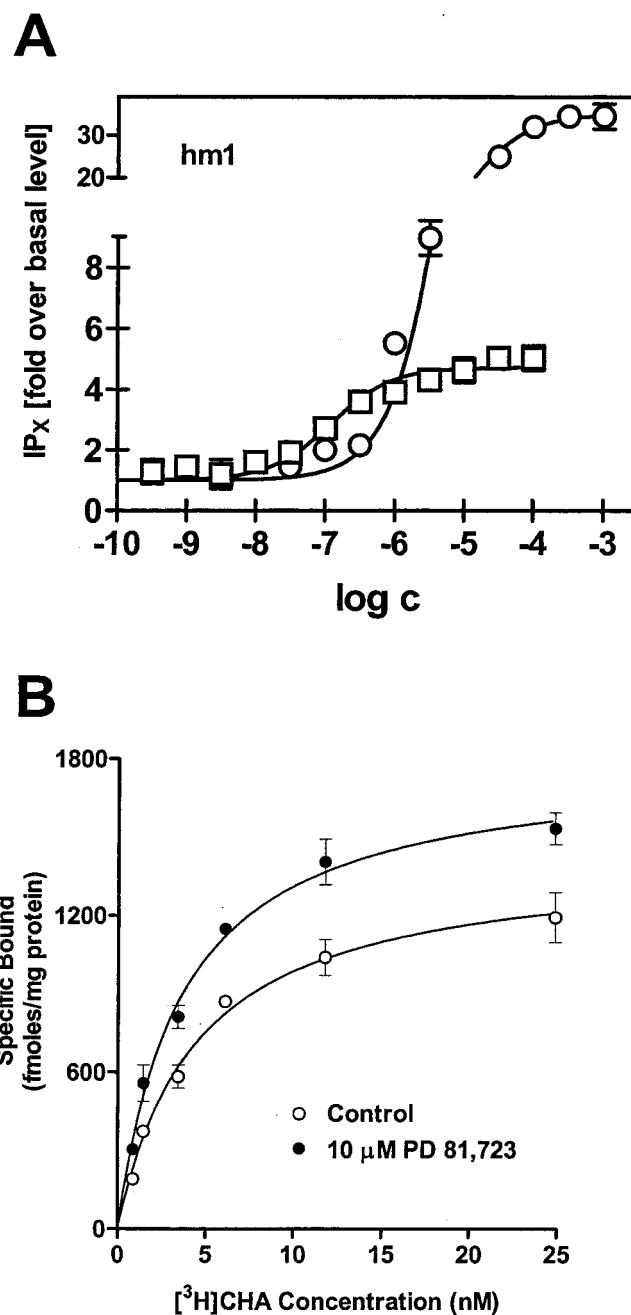 A
IPX [fold over basal level]
hm1
30
20
8
6
4
2
0
-10 -9 -8 -7 -6 -5 -4 -3
log c
B
Specific Bound
(fmoles/mg protein)
1800
1200
600
0
Control
10 μM PD 81,723
0 5 10 15 20 25
[³H]CHA Concentration (nM)